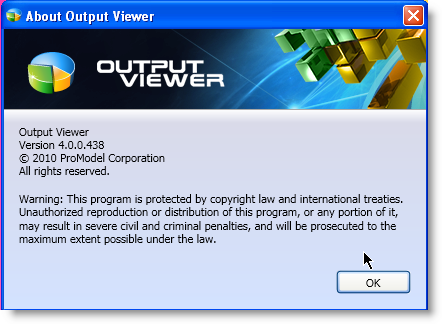 About Output Viewer
OUTPUT
VIEWER
Output Viewer
Version 4.0.0.438
© 2010 ProModel Corporation
All rights reserved.
Warning: This program is protected by copyright law and international treaties.
Unauthorized reproduction or distribution of this program, or any portion of it,
may result in severe civil and criminal penalties, and will be prosecuted to the
maximum extent possible under the law.
OK